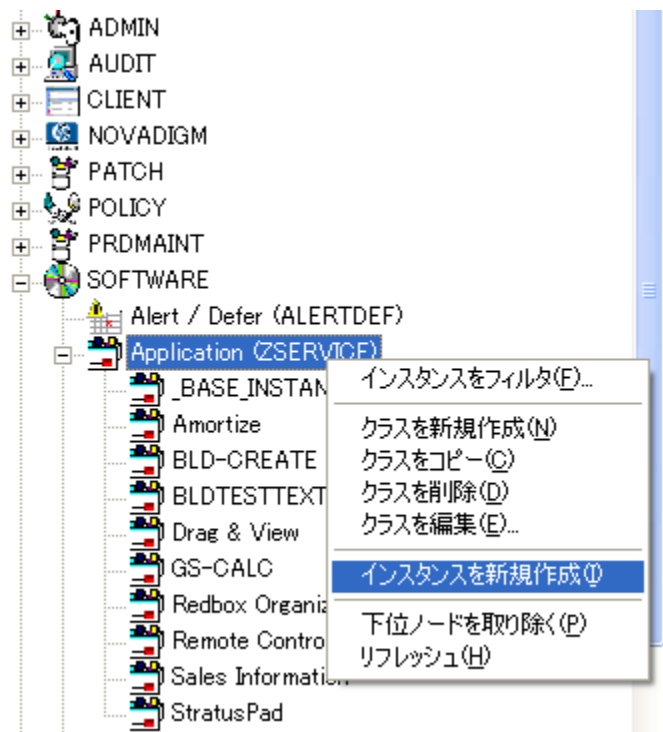 ADMIN
AUDIT
CLIENT
NOVADIGM
PATCH
POLICY
PRDMAINT
SOFTWARE
Alert / Defer (ALERTDEF)
Application (ZSERVICE)
_BASE_INSTAN
Amortize
BLD-CREATE
BLDTESTTEXT
Drag & View
GS-CALC
Redbox Organiz
Remote Contro
Sales Information
StratusPad
インスタンスをフィルタ(F)...
クラスを新規作成(N)
クラスをコピー(C)
クラスを削除(D)
クラスを編集(E)...
インスタンスを新規作成(I)
下位ノードを取り除く(P)
リフレッシュ(H)